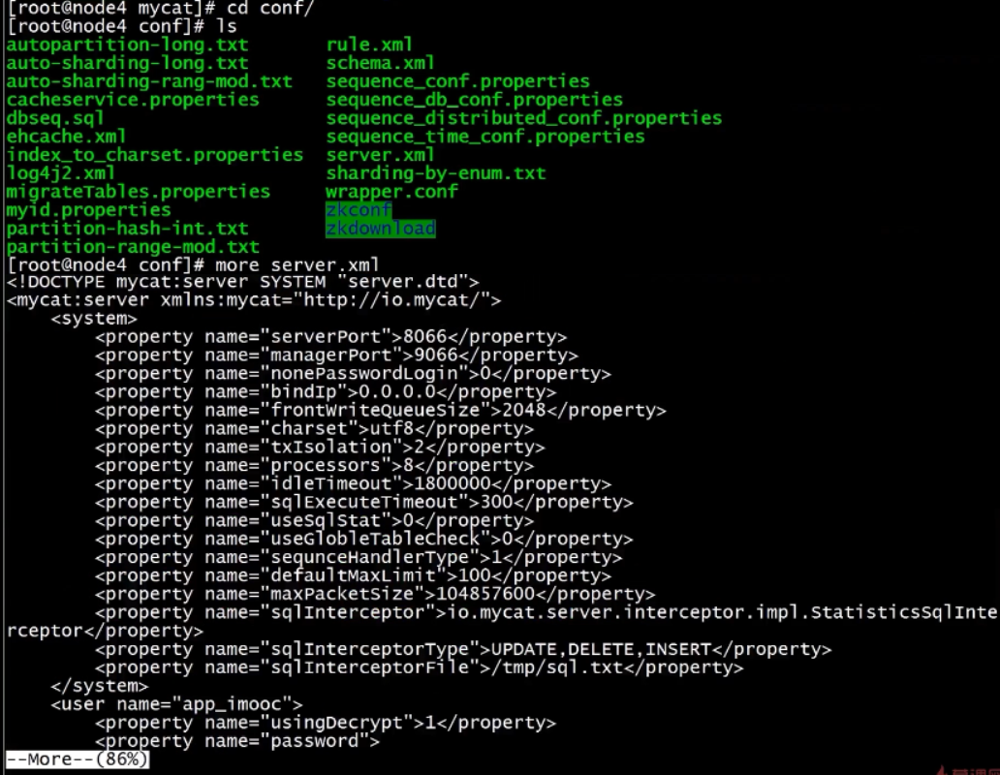 [root@node4 mycat]# cd conf/
[root@node4 conf]# ls
autopartition-long.txt rule.xml
auto-sharding-long.txt schema.xml
auto-sharding-rang-mod.txt sequence_conf.properties
cacheservice.properties sequence_db_conf.properties
dbseq.sql sequence_distributed_conf.properties
ehcache.xml sequence_time_conf.properties
index_to_charset.properties server.xml
log4j2.xml sharding-by-enum.txt
migrateTables.properties wrapper.conf
myid.properties zkconf
partition-hash-int.txt zkdownload
partition-range-mod.txt
[root@node4 conf]# more server.xml
<!DOCTYPE mycat:server SYSTEM "server.dtd">
<mycat:server xmlns:mycat="http://io.mycat/">
    <system>
        <property name="serverPort">8066</property>
        <property name="managerPort">9066</property>
        <property name="nonePasswordLogin">0</property>
        <property name="bindIp">0.0.0.0</property>
        <property name="frontWriteQueueSize">2048</property>
        <property name="charset">utf8</property>
        <property name="txIsolation">2</property>
        <property name="processors">8</property>
        <property name="idleTimeout">1800000</property>
        <property name="sqlExecuteTimeout">300</property>
        <property name="useSqlStat">0</property>
        <property name="useGlobleTableCheck">0</property>
        <property name="sequnceHandlerType">1</property>
        <property name="defaultMaxLimit">100</property>
        <property name="maxPacketSize">104857600</property>
        <property name="sqlInterceptor">io.mycat.server.interceptor.impl.StatisticsSqlInte
rceptor</property>
        <property name="sqlInterceptorType">UPDATE,DELETE,INSERT</property>
        <property name="sqlInterceptorFile">/tmp/sql.txt</property>
    </system>
    <user name="app_imooc">
        <property name="usingDecrypt">1</property>
        <property name="password">
--More--(86%)